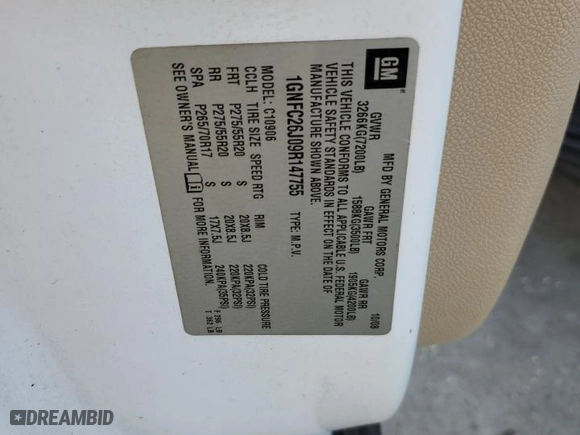 GM
MFD BY GENERAL MOTORS CORP.
10/08
GVWR GAWR FRT GAWR RR
3266KG(7200LB) 1588KG(3500LB) 1905KG(4200LB)
THIS VEHICLE CONFORMS TO ALL APPLICABLE U.S. FEDERAL MOTOR
VEHICLE SAFETY STANDARDS IN EFFECT ON THE DATE OF
MANUFACTURE SHOWN ABOVE.
1GNFC26J09R147755 TYPE: M.P.V.
MODEL: C10906
CCLH TIRE SIZE SPEED RTG RIM COLD TIRE PRESSURE
FRT P275/55R20 S 20X8.5J 220KPA(32PSI)
RR P275/55R20 S 20X8.5J 220KPA(32PSI)
SPA P265/70R17 S 17X7.5J 240KPA(35PSI)
SEE OWNER'S MANUAL FOR MORE INFORMATION.
DREAMBID